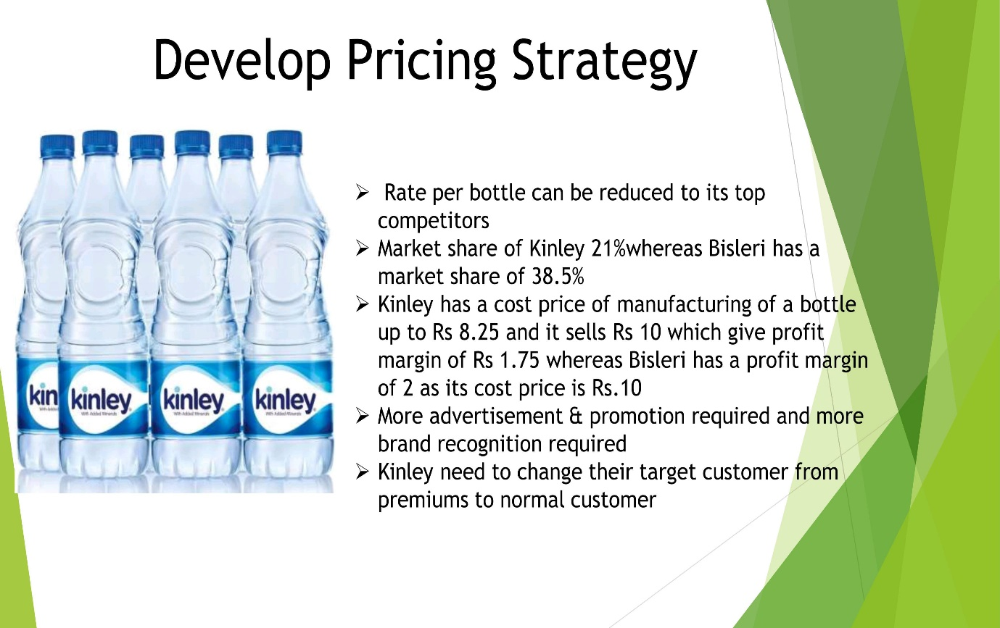 Develop Pricing Strategy
Rate per bottle can be reduced to its top
competitors
Market share of Kinley 21%whereas Bisleri has a
market share of 38.5%
Kinley has a cost price of manufacturing of a bottle
up to Rs 8.25 and it sells Rs 10 which give profit
margin of Rs 1.75 whereas Bisleri has a profit margin
of 2 as its cost price is Rs.10
More advertisement & promotion required and more
brand recognition required
Kinley need to change their target customer from
premiums to normal customer
kin kinley kinley kinley
With Added Minerals With Added Minerals With Added Minerals